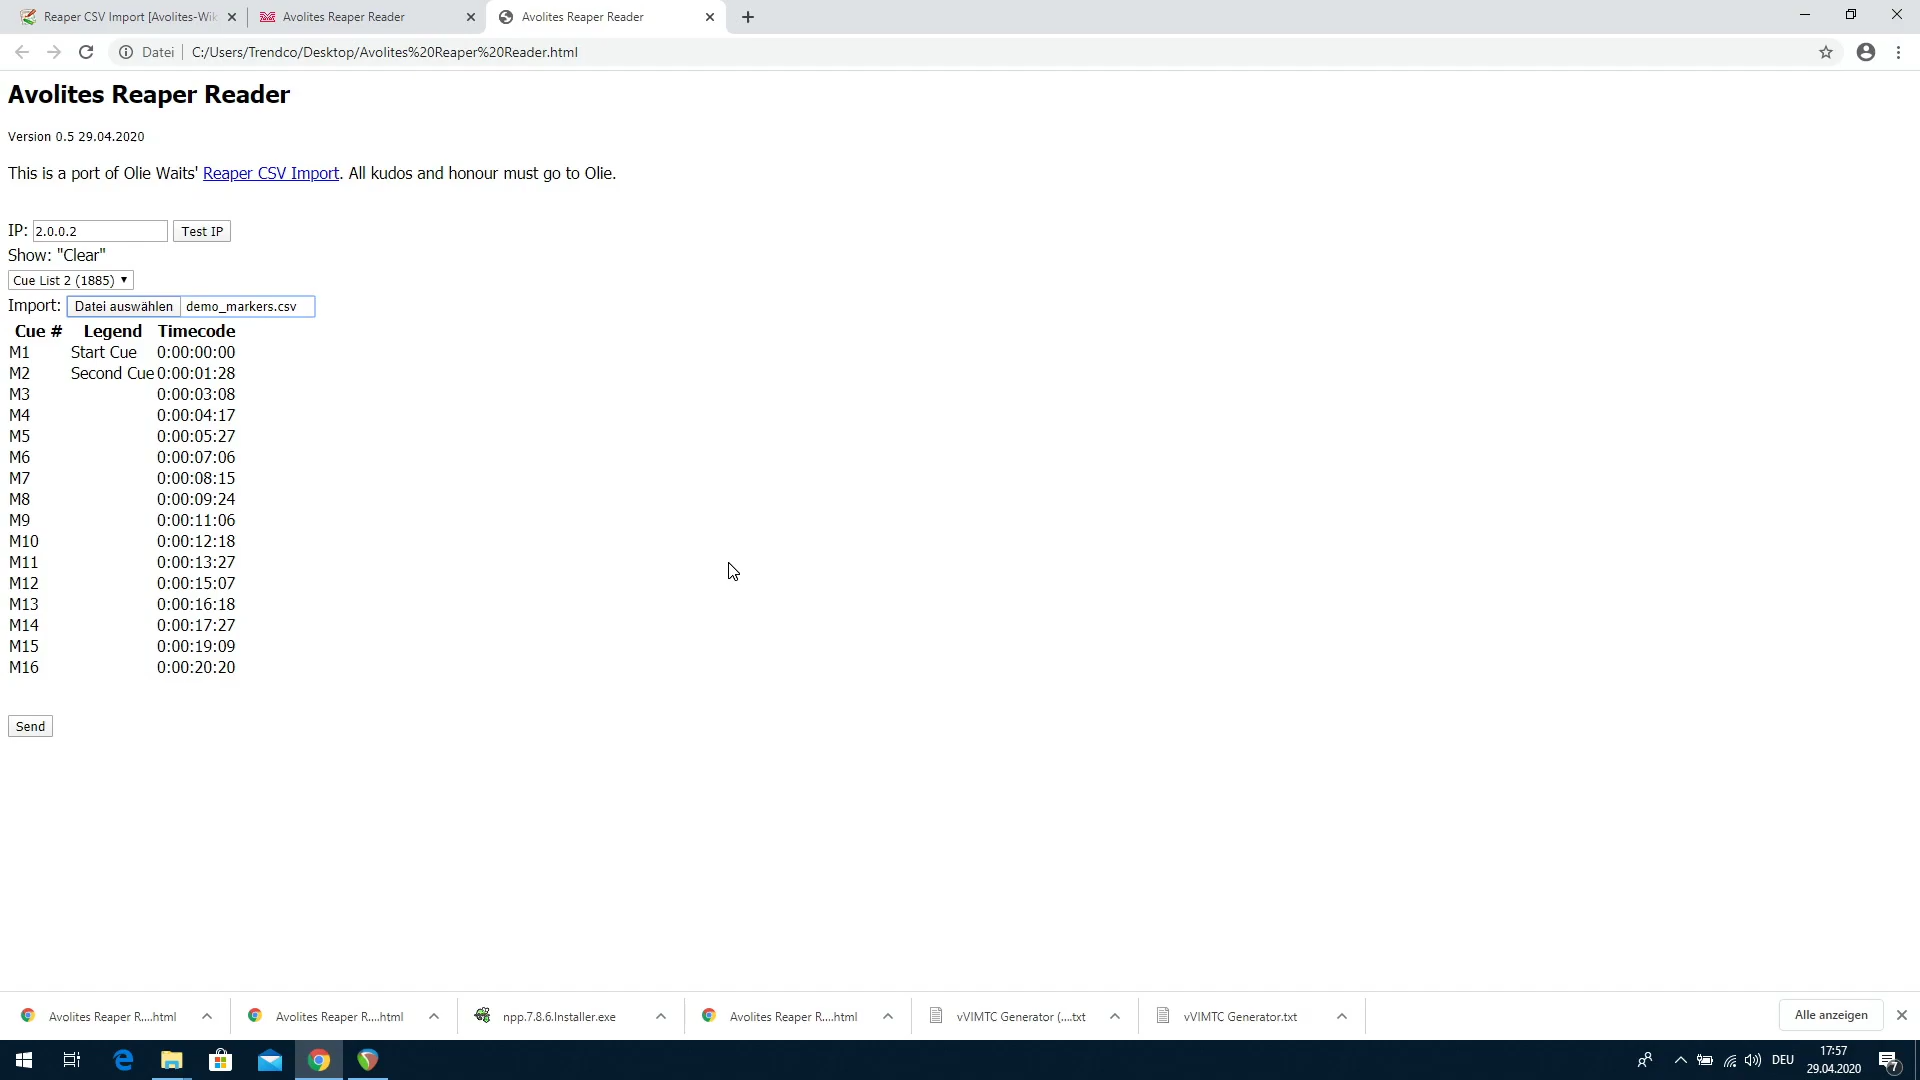 Reaper CSV Import [Avolites-Wik
Avolites Reaper Reader
Avolites Reaper Reader
Datei
C:/Users/Trendco/Desktop/Avolites%20Reaper%20Reader.html
Avolites Reaper Reader
Version 0.5 29.04.2020
This is a port of Olie Waits' Reaper CSV Import. All kudos and honour must go to Olie.
IP: 2.0.0.2 Test IP
Show: "Clear"
Cue List 2 (1885)
Import: Datei auswählen demo_markers.csv
Cue # Legend Timecode
M1 Start Cue 0:00:00:00
M2 Second Cue 0:00:01:28
M3 0:00:03:08
M4 0:00:04:17
M5 0:00:05:27
M6 0:00:07:06
M7 0:00:08:15
M8 0:00:09:24
M9 0:00:11:06
M10 0:00:12:18
M11 0:00:13:27
M12 0:00:15:07
M13 0:00:16:18
M14 0:00:17:27
M15 0:00:19:09
M16 0:00:20:20
Send
Avolites Reaper R....html
Avolites Reaper R....html
npp.7.8.6.Installer.exe
Avolites Reaper R....html
vVIMTC Generator (....txt
vVIMTC Generator.txt
Alle anzeigen
DEU
17:57
29.04.2020
7